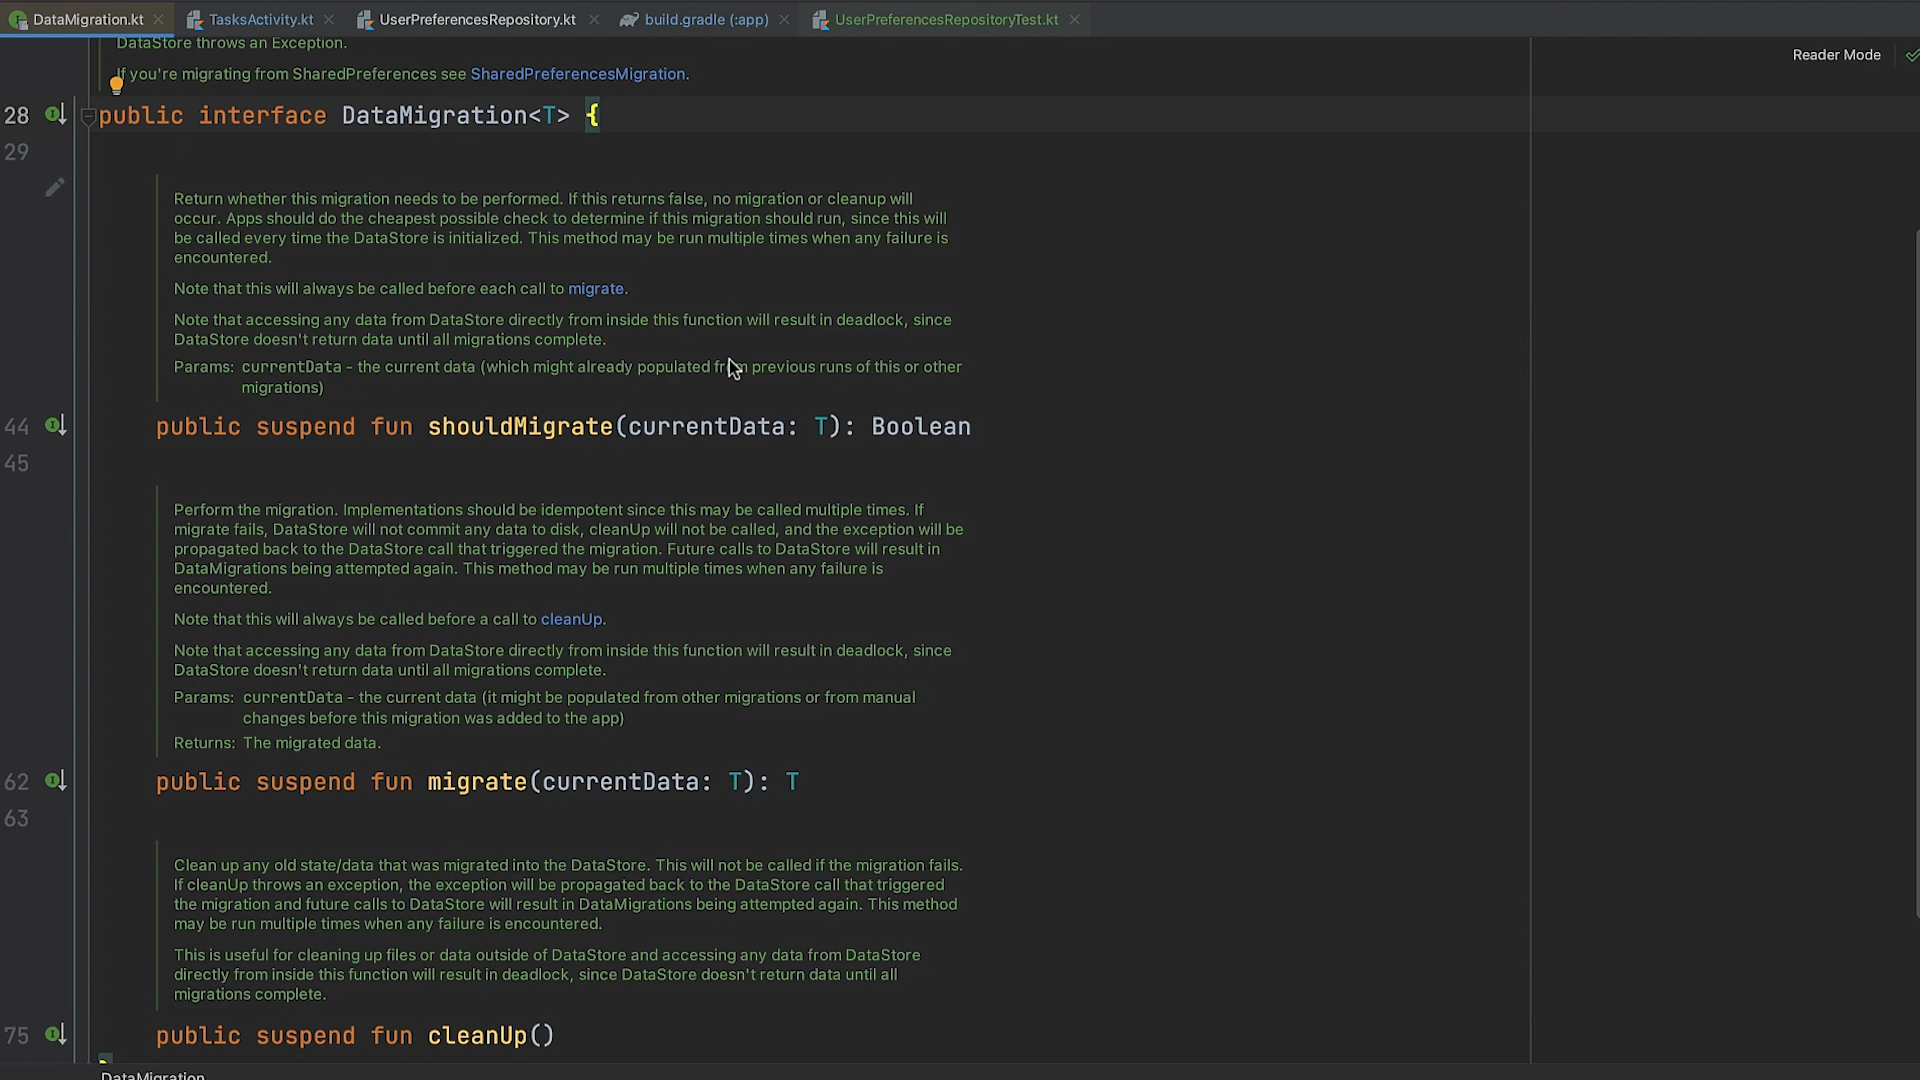 DataMigration.kt TasksActivity.kt UserPreferencesRepository.kt build.gradle (:app) UserPreferencesRepositoryTest.kt
DataStore throws an Exception.
Reader Mode
If you're migrating from SharedPreferences see SharedPreferencesMigration.
28 public interface DataMigration<T> {
29
Return whether this migration needs to be performed. If this returns false, no migration or cleanup will
occur. Apps should do the cheapest possible check to determine if this migration should run, since this will
be called every time the DataStore is initialized. This method may be run multiple times when any failure is
encountered.
Note that this will always be called before each call to migrate.
Note that accessing any data from DataStore directly from inside this function will result in deadlock, since
DataStore doesn't return data until all migrations complete.
Params: currentData - the current data (which might already populated from previous runs of this or other
migrations)
44 public suspend fun shouldMigrate(currentData: T): Boolean
45
Perform the migration. Implementations should be idempotent since this may be called multiple times. If
migrate fails, DataStore will not commit any data to disk, cleanUp will not be called, and the exception will be
propagated back to the DataStore call that triggered the migration. Future calls to DataStore will result in
DataMigrations being attempted again. This method may be run multiple times when any failure is
encountered.
Note that this will always be called before a call to cleanUp.
Note that accessing any data from DataStore directly from inside this function will result in deadlock, since
DataStore doesn't return data until all migrations complete.
Params: currentData - the current data (it might be populated from other migrations or from manual
changes before this migration was added to the app)
Returns: The migrated data.
62 public suspend fun migrate(currentData: T): T
63
Clean up any old state/data that was migrated into the DataStore. This will not be called if the migration fails.
If cleanUp throws an exception, the exception will be propagated back to the DataStore call that triggered
the migration and future calls to DataStore will result in DataMigrations being attempted again. This method
may be run multiple times when any failure is encountered.
This is useful for cleaning up files or data outside of DataStore and accessing any data from DataStore
directly from inside this function will result in deadlock, since DataStore doesn't return data until all
migrations complete.
75 public suspend fun cleanUp()
DataMigration